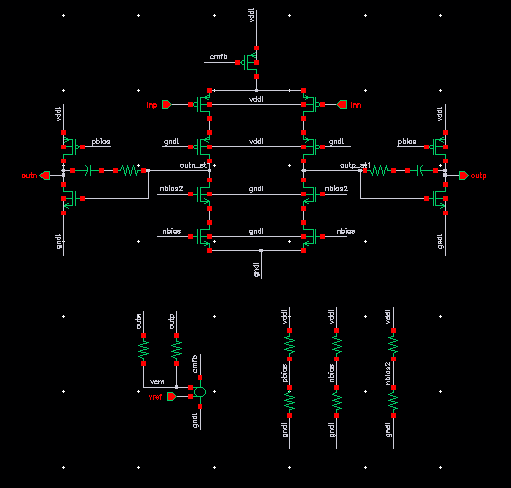 vddl
cmfb
inp vddl inn
vddl vddl
pbias gndl vddl gndl pbias
outn outn_st1 outp_st1 outp
nbias2 gndl nbias2
nbias gndl nbias
gndl gndl
gndl
outn outp vddl vddl vddl
cmfb pbias nbias nbias2
vcm
vref
gndl gndl gndl gndl